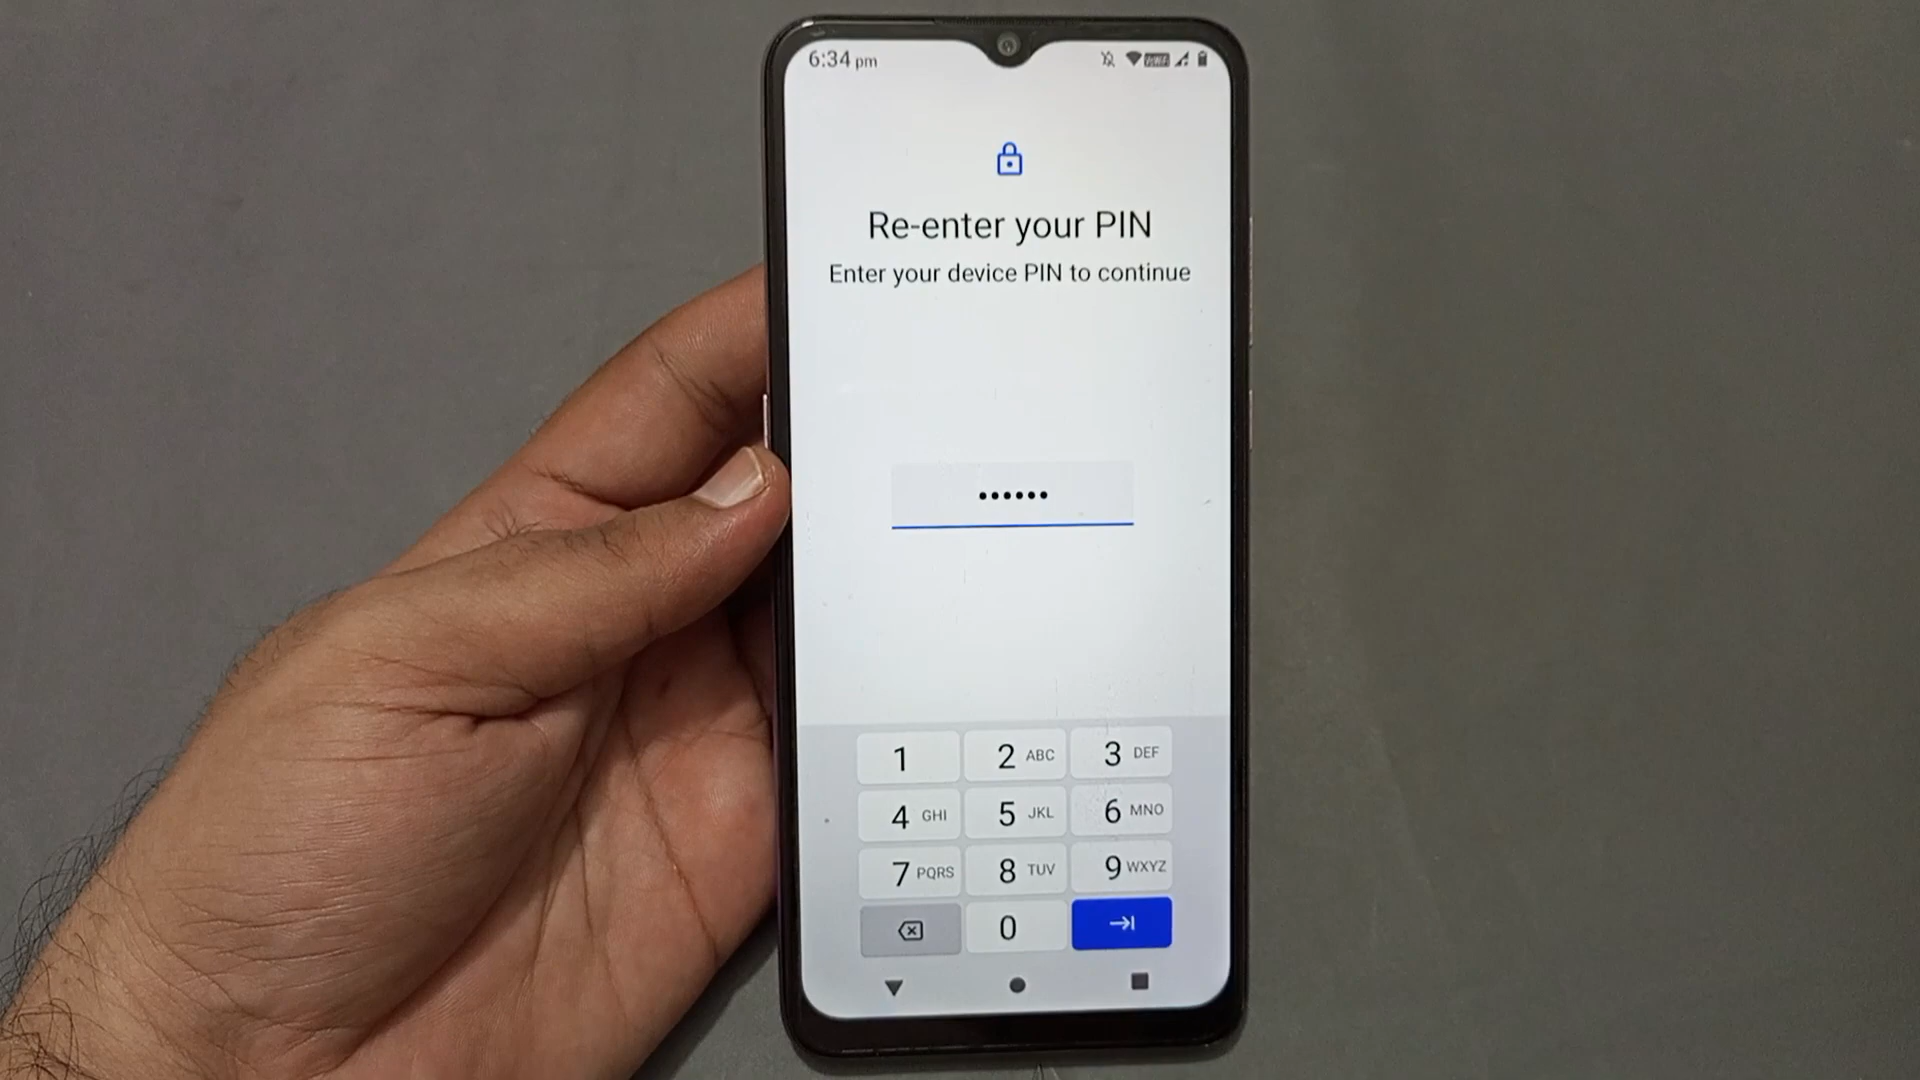 6:34 pm
Re-enter your PIN
Enter your device PIN to continue
••••••
1 2 ABC 3 DEF
4 GHI 5 JKL 6 MNO
7 PQRS 8 TUV 9 WXYZ
0